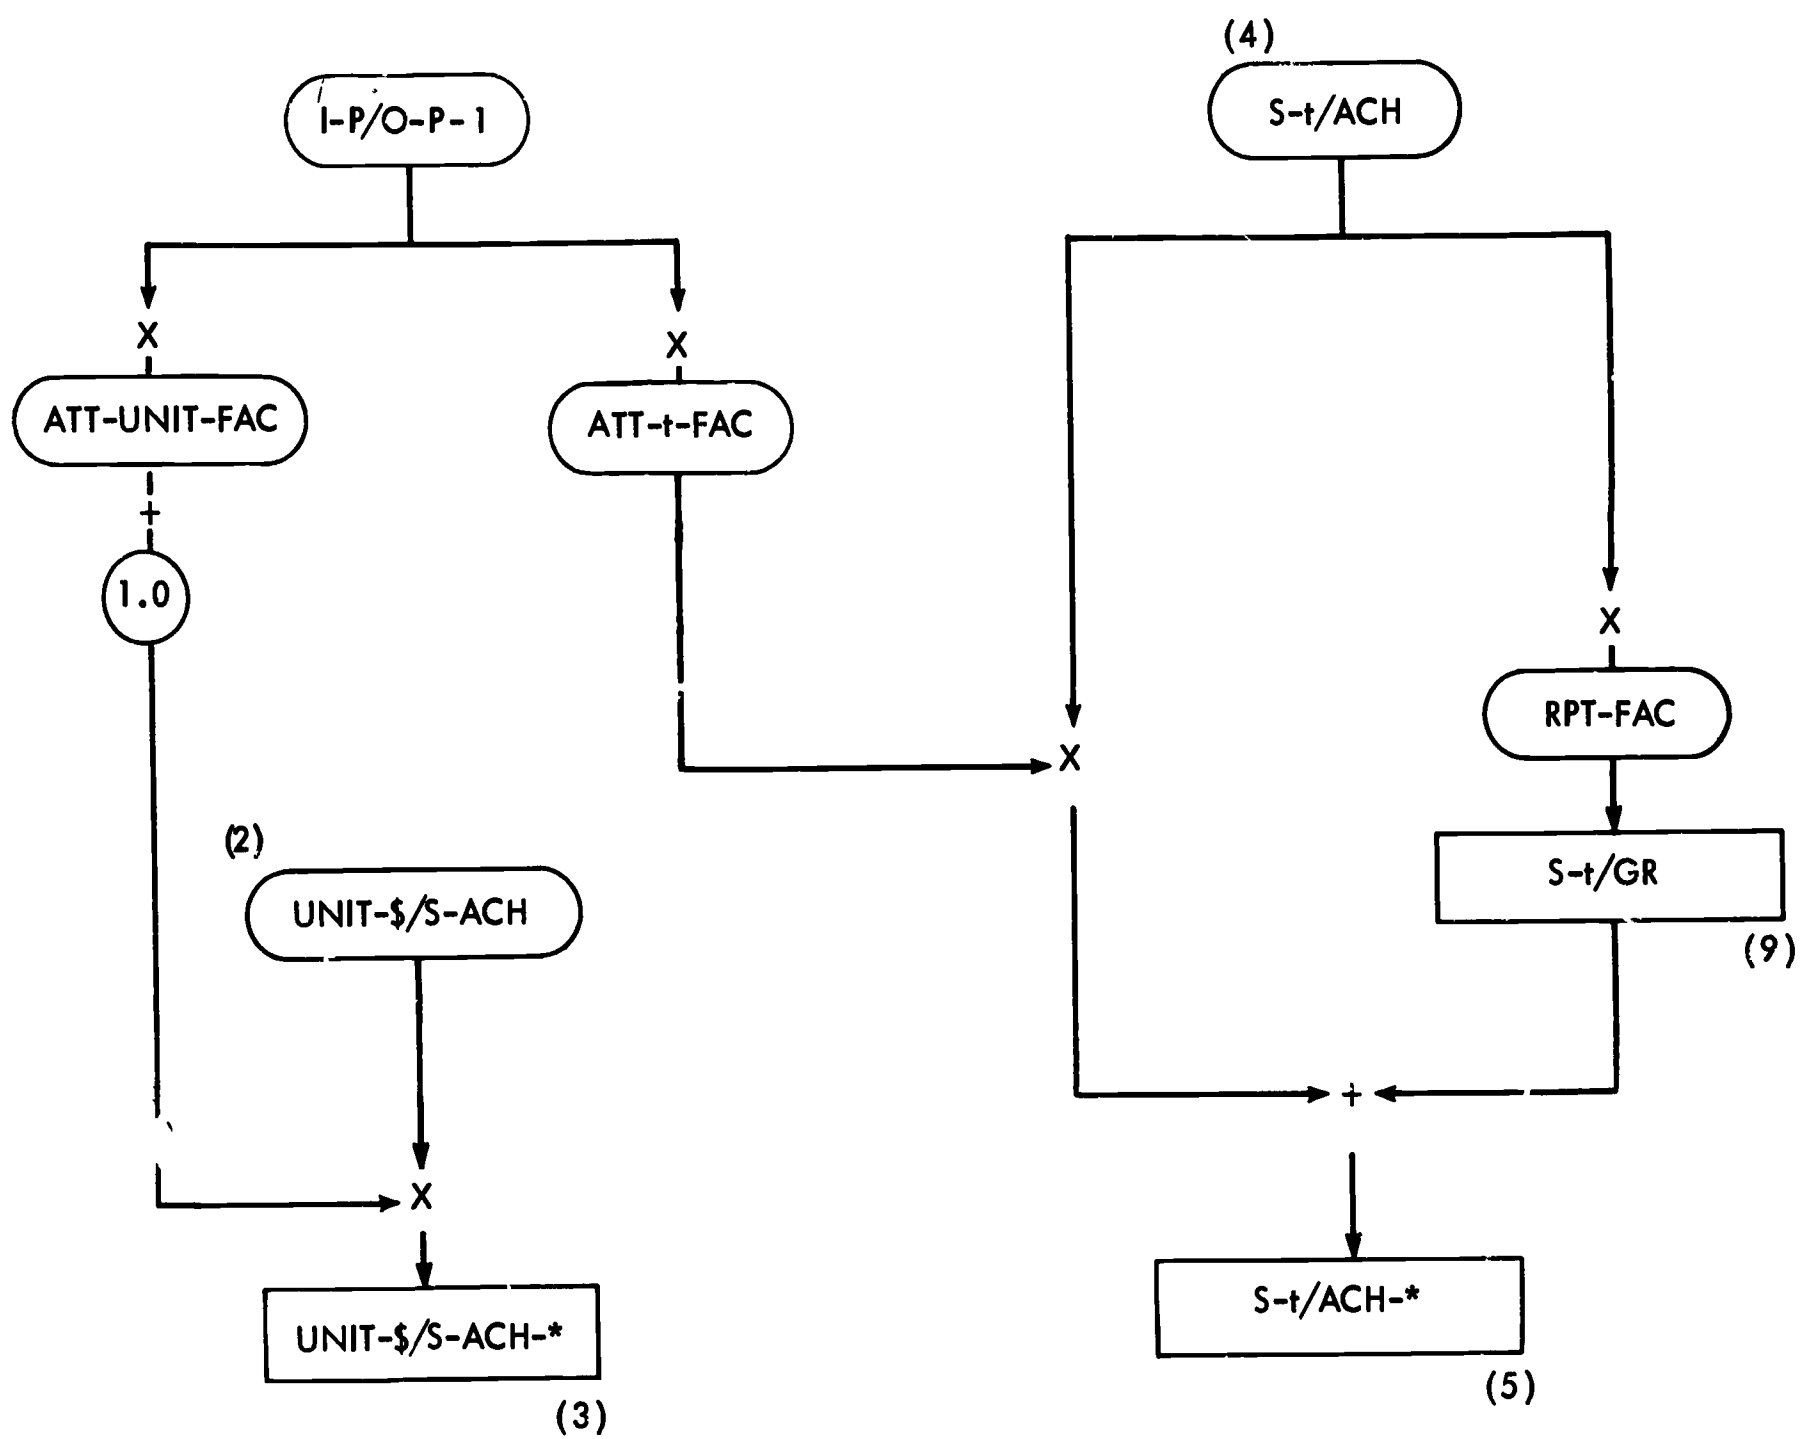 (4)
I-P/O-P-1
S-t/ACH
X
X
ATT-UNIT-FAC
ATT-t-FAC
+
1.0
X
RPT-FAC
X
(2)
S-t/GR
UNIT-$/S-ACH
(9)
+
X
S-t/ACH-*
UNIT-$/S-ACH-*
(5)
(3)